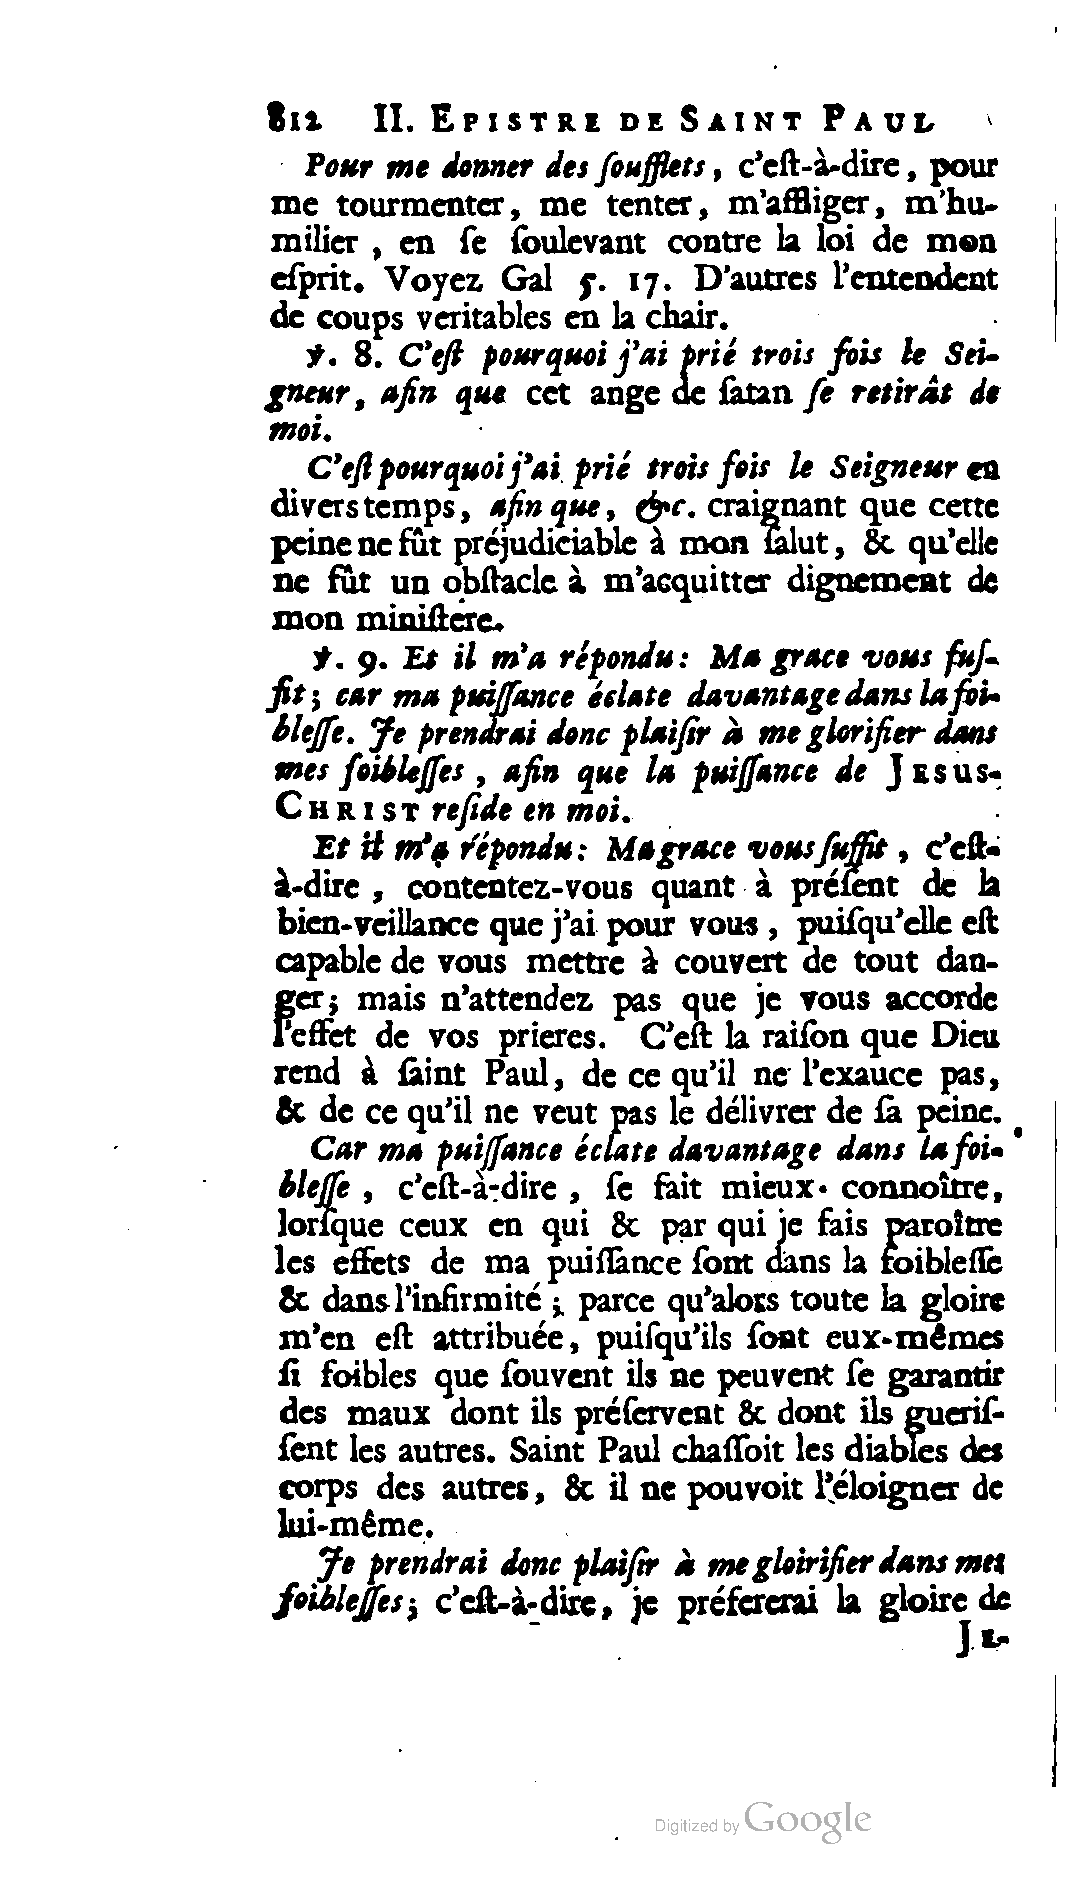 812 II. EPISTRE DE SAINT PAUL
Pour me donner des ſoufflets, c'eſt-à-dire, pour
me tourmenter, me tenter, m'affliger, m'hu-
milier, en ſe ſoulevant contre la loi de mon
eſprit. Voyez Gal 5. 17. D'autres l'entendent
de coups veritables en la chair.
℣. 8. C'eſt pourquoi j'ai prié trois fois le Sei-
gneur, afin que cet ange de ſatan ſe retirât de
moi.
C'eſt pourquoi j'ai prié trois fois le Seigneur en
divers temps, afin que, &c. craignant que cette
peine ne fût préjudiciable à mon ſalut, & qu'elle
ne fût un obſtacle à m'acquitter dignement de
mon miniſtere.
℣. 9. Et il m'a répondu: Ma grace vous ſuf-
fit; car ma puiſſance éclate davantage dans la foi-
bleſſe. Je prendrai donc plaiſir à me glorifier dans
mes foibleſſes, afin que la puiſſance de JESUS-
CHRIST reſide en moi.
Et il m'a répondu: Ma grace vous ſuffit, c'eſt-
à-dire, contentez-vous quant à préſent de la
bien-veillance que j'ai pour vous, puiſqu'elle eſt
capable de vous mettre à couvert de tout dan-
ger; mais n'attendez pas que je vous accorde
l'effet de vos prieres. C'eſt la raiſon que Dieu
rend à ſaint Paul, de ce qu'il ne l'exauce pas,
& de ce qu'il ne veut pas le délivrer de ſa peine.
Car ma puiſſance éclate davantage dans la foi-
bleſſe, c'eſt-à-dire, ſe fait mieux connoître,
lorſque ceux en qui & par qui je fais paroître
les effets de ma puiſſance ſont dans la foibleſſe
& dans l'infirmité; parce qu'alors toute la gloire
m'en eſt attribuée, puiſqu'ils ſont eux-mêmes
ſi foibles que ſouvent ils ne peuvent ſe garantir
des maux dont ils préſervent & dont ils gueriſ-
ſent les autres. Saint Paul chaſſoit les diables des
corps des autres, & il ne pouvoit l'éloigner de
lui-même.
Je prendrai donc plaiſir à me gloirifier dans mes
foibleſſes; c'eſt-à-dire, je préfererai la gloire de
JE-
Digitized by Google